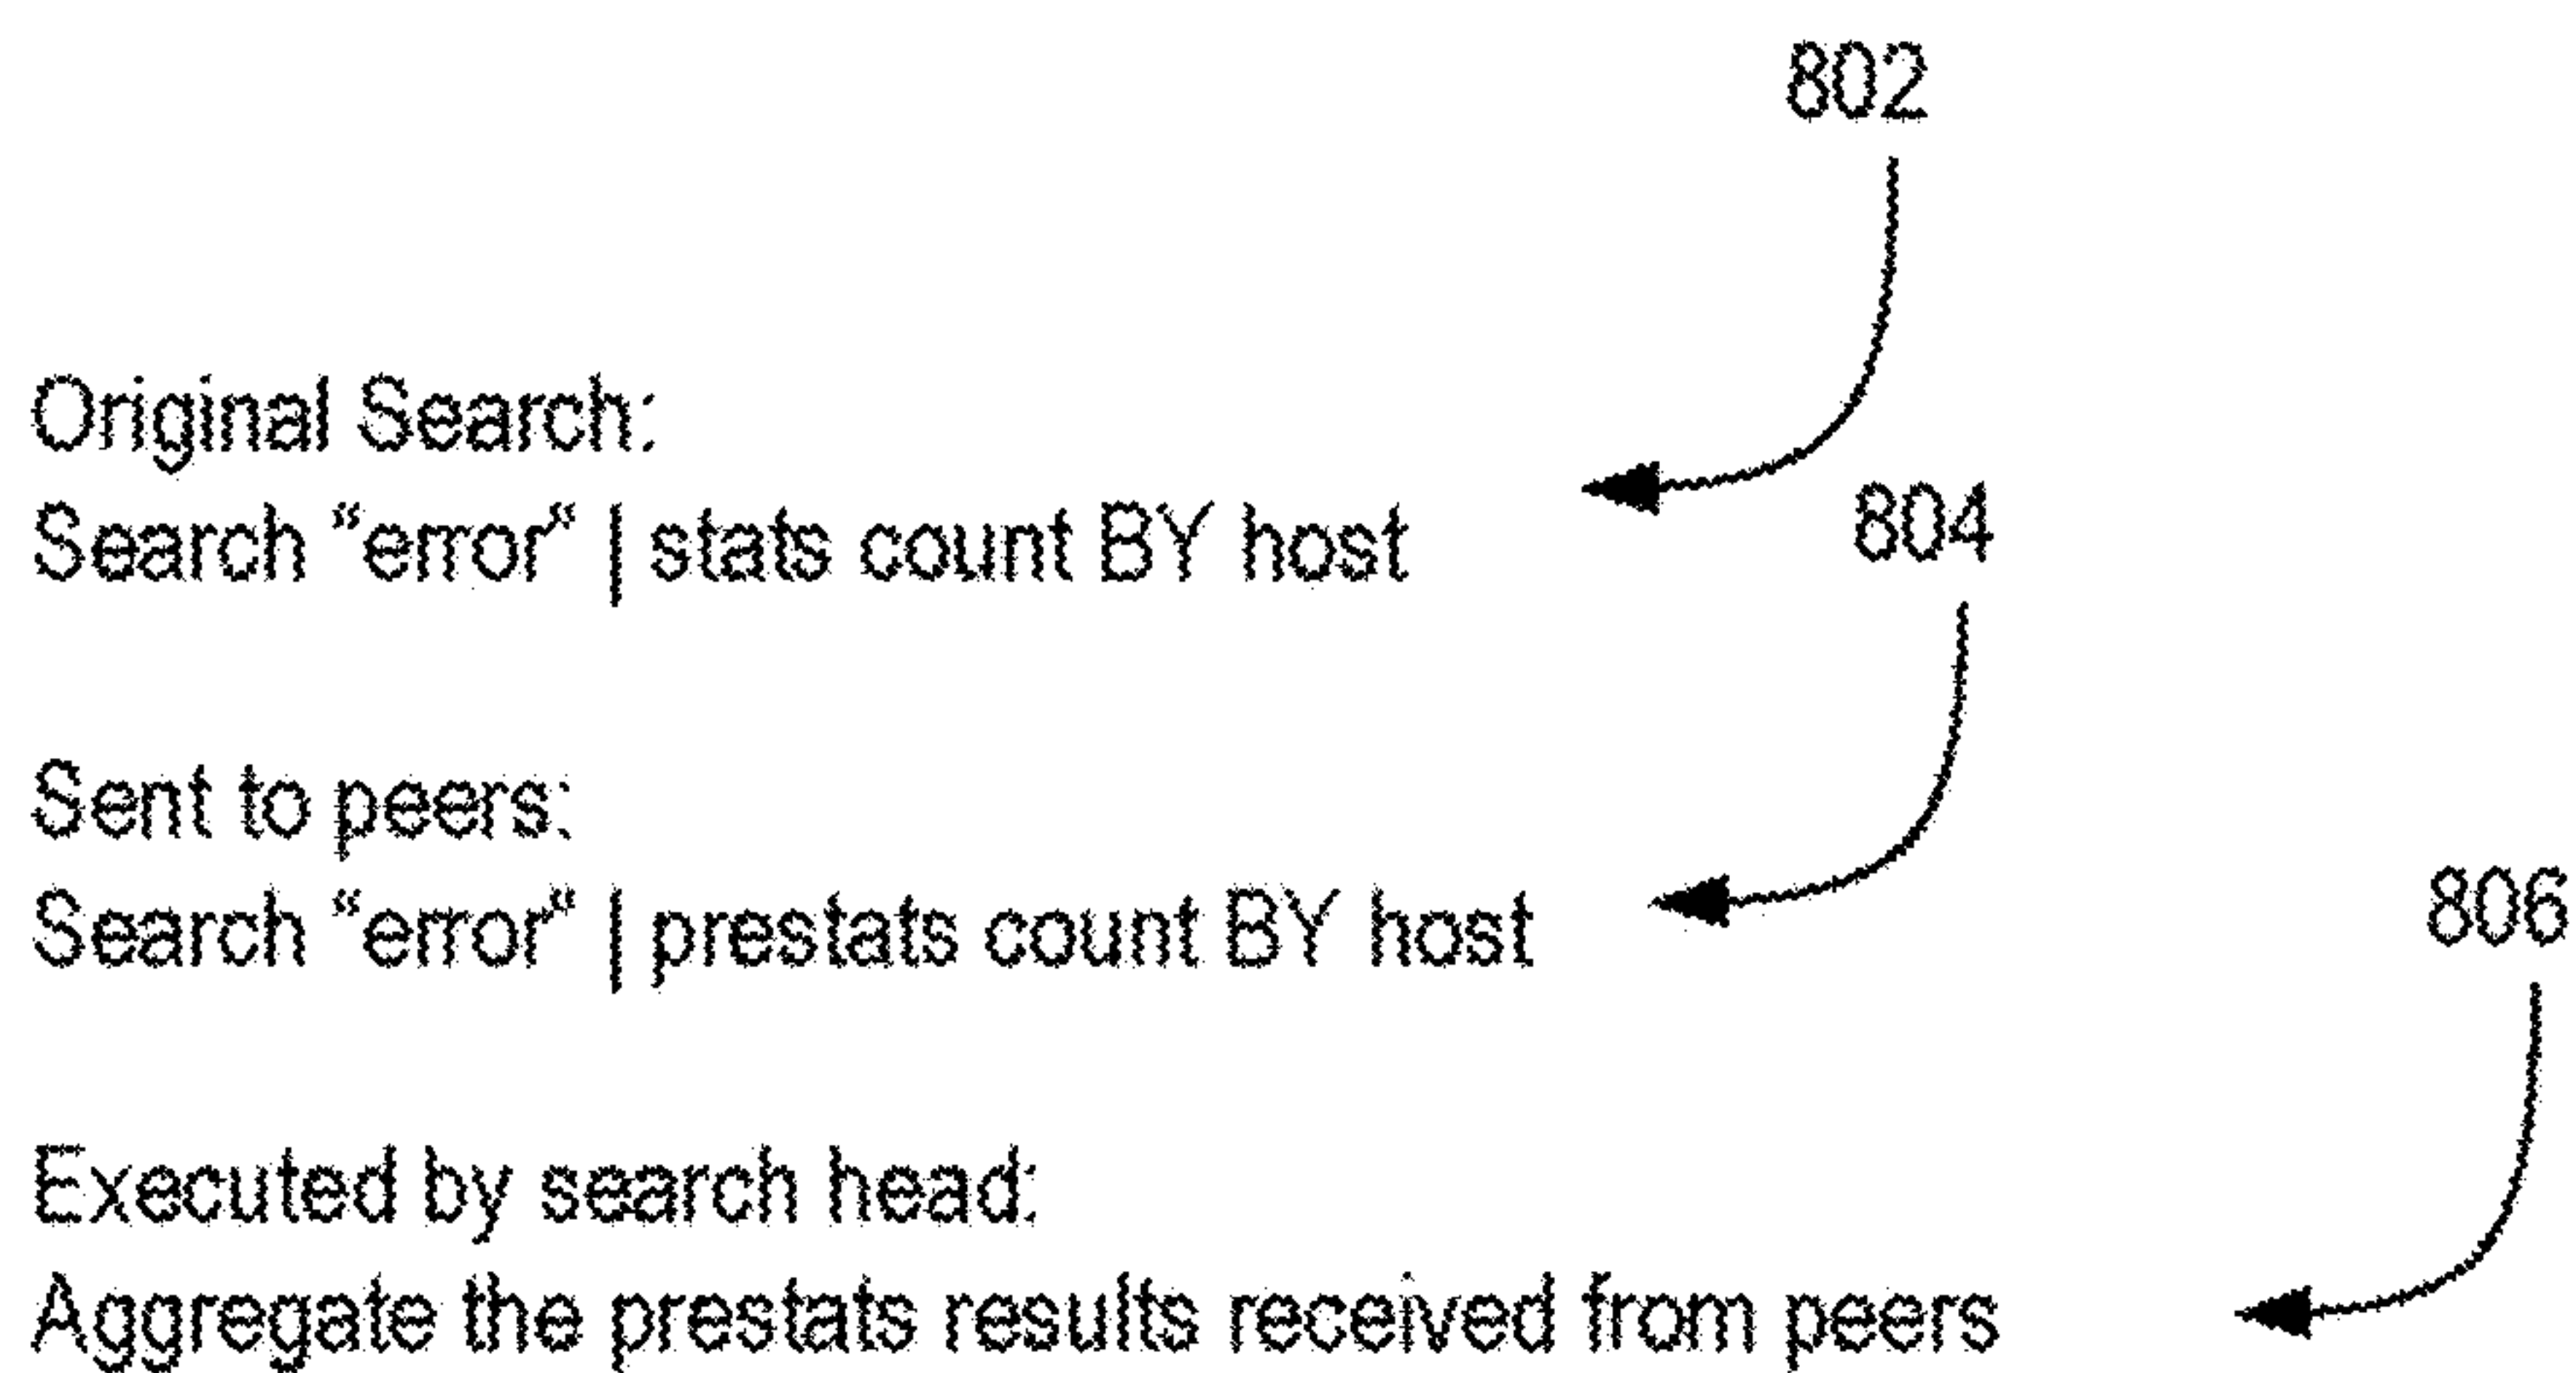 802
Original Search:
Search “error“ | stats count BY host
804
Sent to peers:
Search “error“ | prestats count BY host
806
Executed by search head:
Aggregate the prestats results received from peers